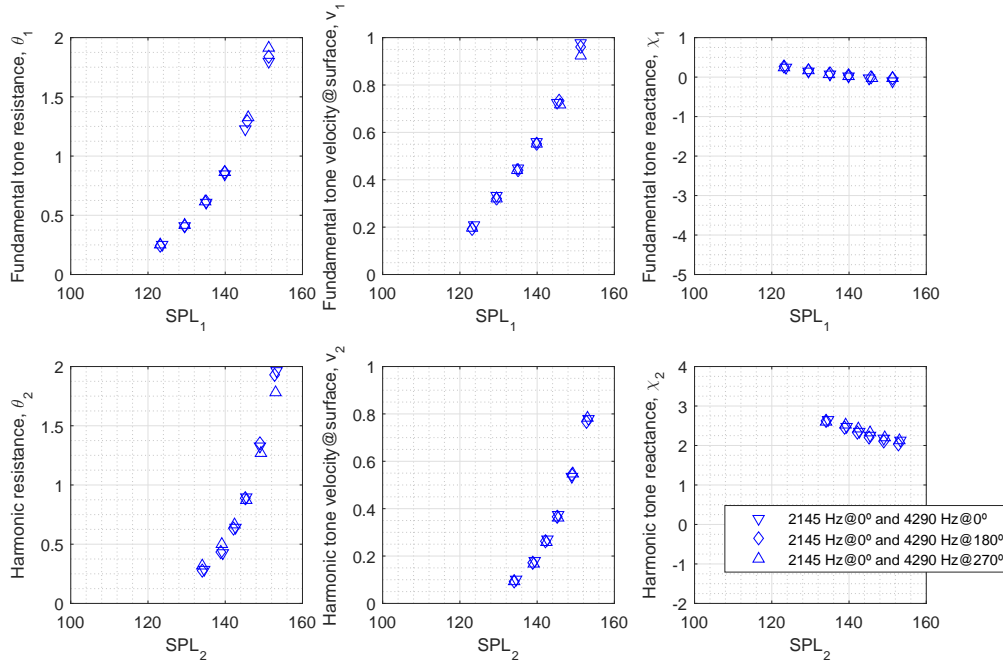 Fundamental tone resistance, θ₁
2
1.5
1
0.5
0
100 120 140 160
SPL₁
Fundamental tone velocity@surface, v₁
1
0.8
0.6
0.4
0.2
0
100 120 140 160
SPL₁
Fundamental tone reactance, χ₁
1
0
-1
-2
-3
-4
-5
100 120 140 160
SPL₁
Harmonic resistance, θ₂
2
1.5
1
0.5
0
100 120 140 160
SPL₂
Harmonic tone velocity@surface, v₂
1
0.8
0.6
0.4
0.2
0
100 120 140 160
SPL₂
Harmonic tone reactance, χ₂
4
3
2
1
0
-1
-2
100 120 140 160
SPL₂
2145 Hz@0º and 4290 Hz@0º
2145 Hz@0º and 4290 Hz@180º
2145 Hz@0º and 4290 Hz@270º